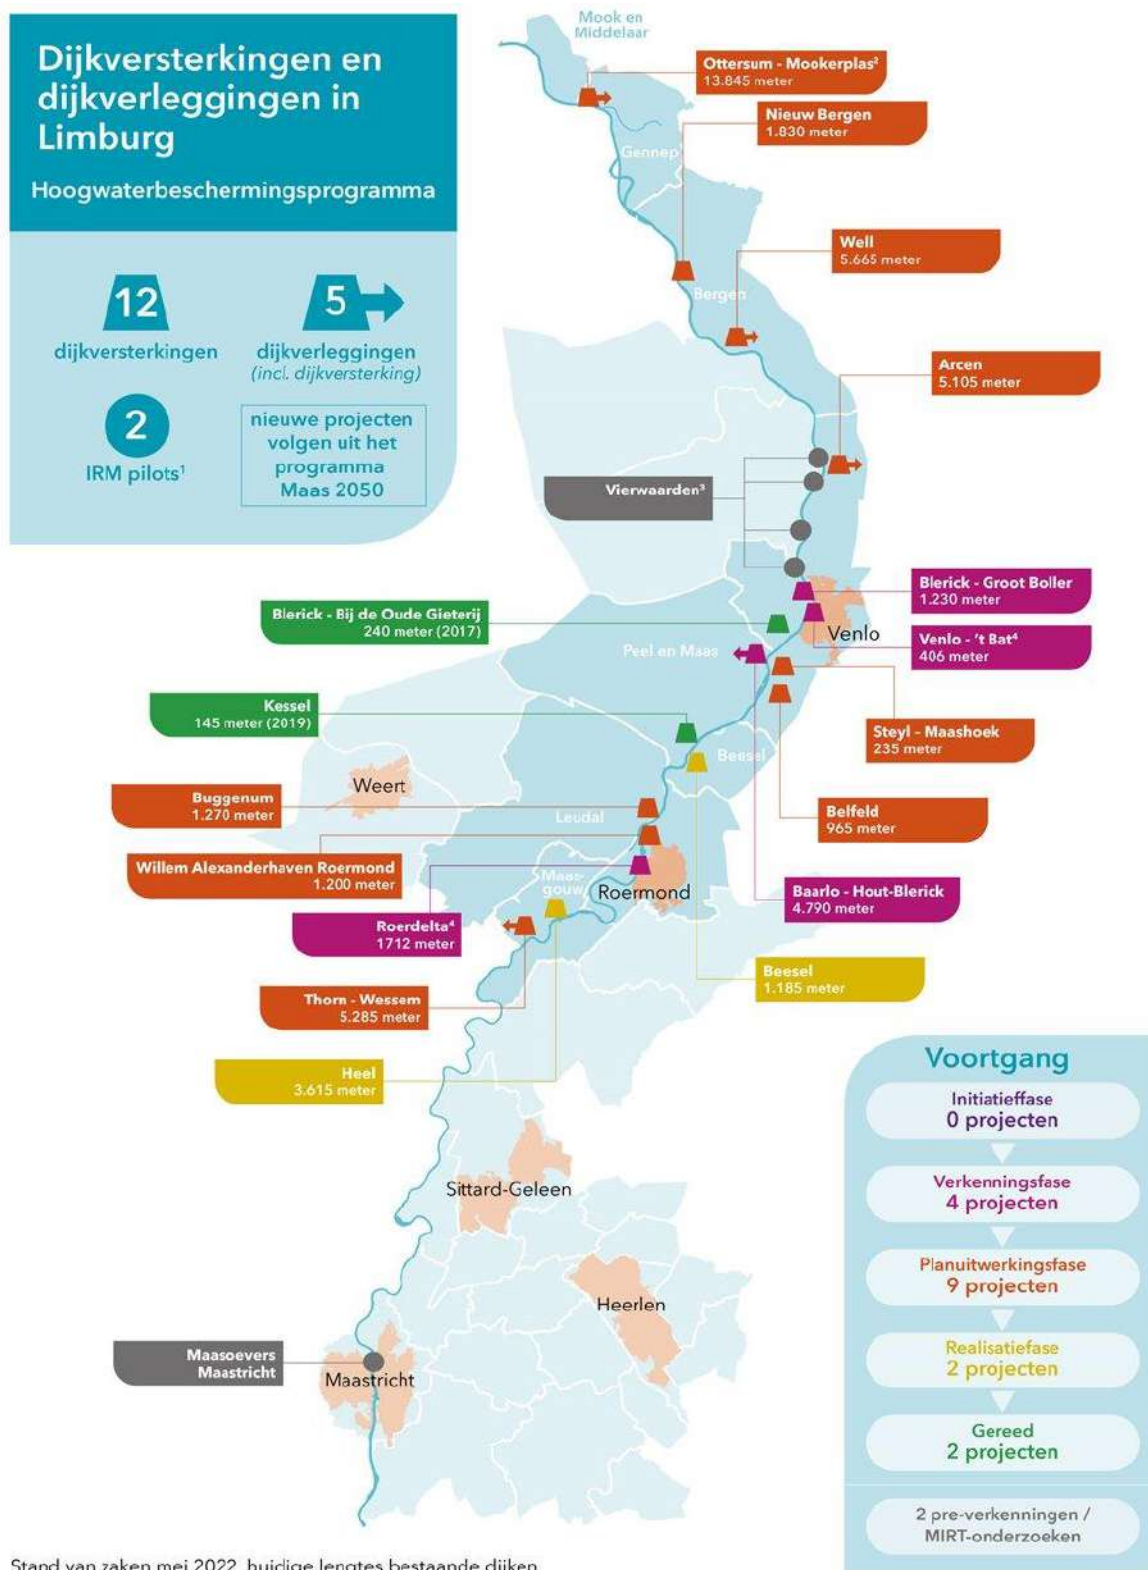 Dijkversterkingen en
dijkverleggingen in
Limburg
Hoogwaterbeschermingsprogramma
12
dijkversterkingen
5
dijkverleggingen
(incl. dijkversterking)
2
IRM pilots¹
nieuwe projecten
volgen uit het
programma
Maas 2050
Mook en
Middelaar
Ottersum - Mookerplas²
13.845 meter
Nieuw Bergen
1.830 meter
Gennep
Well
5.665 meter
Bergen
Arcen
5.105 meter
Vierwaarden³
Blerick - Groot Boller
1.230 meter
Blerick - Bij de Oude Gieterij
240 meter (2017)
Venlo
Venlo - 't Bat⁴
406 meter
Peel en Maas
Kessel
145 meter (2019)
Steyl - Maashoek
235 meter
Beesel
Weert
Buggenum
1.270 meter
Leudal
Belfeld
965 meter
Willem Alexanderhaven Roermond
1.200 meter
Maas-
gouw
Roermond
Baarlo - Hout-Blerick
4.790 meter
Roerdelta⁴
1712 meter
Beesel
1.185 meter
Thorn - Wessem
5.285 meter
Heel
3.615 meter
Sittard-Geleen
Heerlen
Maasoevers
Maastricht
Maastricht
Voortgang
Initiatieffase
0 projecten
Verkenningsfase
4 projecten
Planuitwerkingsfase
9 projecten
Realisatiefase
2 projecten
Gereed
2 projecten
2 pre-verkenningen /
MIRT-onderzoeken
Stand van zaken mei 2022, huidige lengtes bestaande dijken